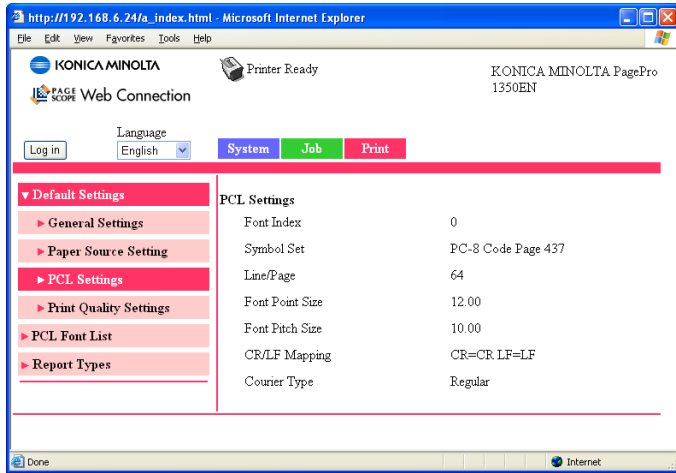 http://192.168.6.24/a_index.html - Microsoft Internet Explorer
File Edit View Favorites Tools Help
KONICA MINOLTA
Printer Ready
KONICA MINOLTA PagePro
1350EN
PAGE SCOPE Web Connection
Language
Log in English System Job Print
Default Settings
PCL Settings
General Settings
Font Index 0
Paper Source Setting
Symbol Set PC-8 Code Page 437
PCL Settings
Line/Page 64
Print Quality Settings
Font Point Size 12.00
PCL Font List
Font Pitch Size 10.00
Report Types
CR/LF Mapping CR=CR LF=LF
Courier Type Regular
Done Internet